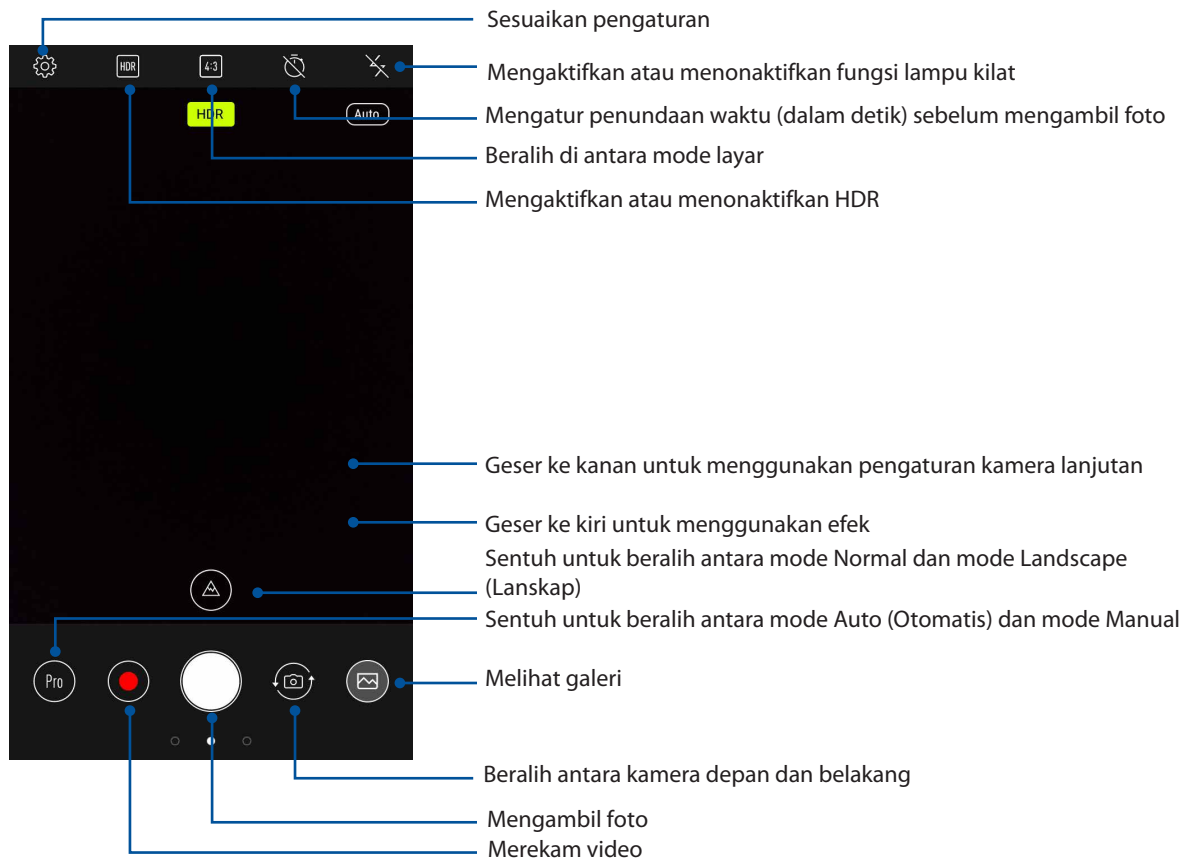 Sesuaikan pengaturan
HDR
4:3
Mengaktifkan atau menonaktifkan fungsi lampu kilat
HDR
Auto
Mengatur penundaan waktu (dalam detik) sebelum mengambil foto
Beralih di antara mode layar
Mengaktifkan atau menonaktifkan HDR
Geser ke kanan untuk menggunakan pengaturan kamera lanjutan
Geser ke kiri untuk menggunakan efek
Sentuh untuk beralih antara mode Normal dan mode Landscape
(Lanskap)
Sentuh untuk beralih antara mode Auto (Otomatis) dan mode Manual
Pro
Melihat galeri
Beralih antara kamera depan dan belakang
Mengambil foto
Merekam video